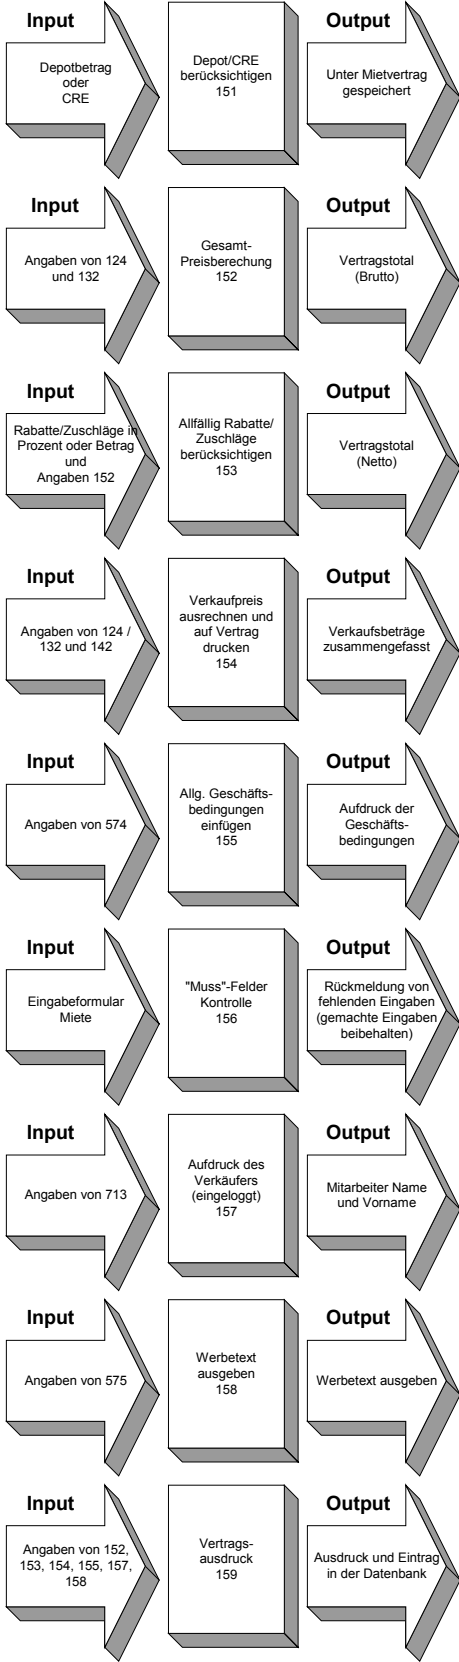 Input
Depotbetrag
oder
CRE
Depot/CRE
berücksichtigen
151
Output
Unter Mietvertrag
gespeichert
Input
Angaben von 124
und 132
Gesamt-
Preisberechung
152
Output
Vertragstotal
(Brutto)
Input
Rabatte/Zuschläge in
Prozent oder Betrag
und
Angaben 152
Allfällig Rabatte/
Zuschläge
berücksichtigen
153
Output
Vertragstotal
(Netto)
Input
Angaben von 124 /
132 und 142
Verkaufpreis
ausrechnen und
auf Vertrag
drucken
154
Output
Verkaufsbeträge
zusammengefasst
Input
Angaben von 574
Allg. Geschäfts-
bedingungen
einfügen
155
Output
Aufdruck der
Geschäfts-
bedingungen
Input
Eingabeformular
Miete
"Muss"-Felder
Kontrolle
156
Output
Rückmeldung von
fehlenden Eingaben
(gemachte Eingaben
beibehalten)
Input
Angaben von 713
Aufdruck des
Verkäufers
(eingeloggt)
157
Output
Mitarbeiter Name
und Vorname
Input
Angaben von 575
Werbetext
ausgeben
158
Output
Werbetext ausgeben
Input
Angaben von 152,
153, 154, 155, 157,
158
Vertrags-
ausdruck
159
Output
Ausdruck und Eintrag
in der Datenbank